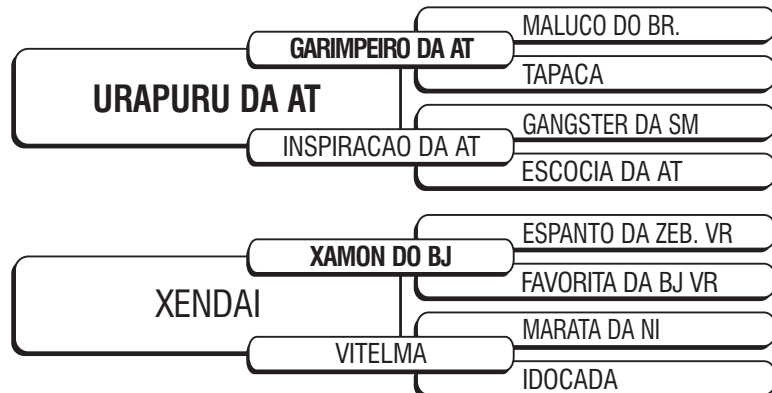 MALUCO DO BR.
GARIMPEIRO DA AT
TAPACA
URAPURU DA AT
GANGSTER DA SM
INSPIRACAO DA AT
ESCOCIA DA AT
ESPANTO DA ZEB. VR
XAMON DO BJ
FAVORITA DA BJ VR
XENDAI
MARATA DA NI
VITELMA
IDOCADA